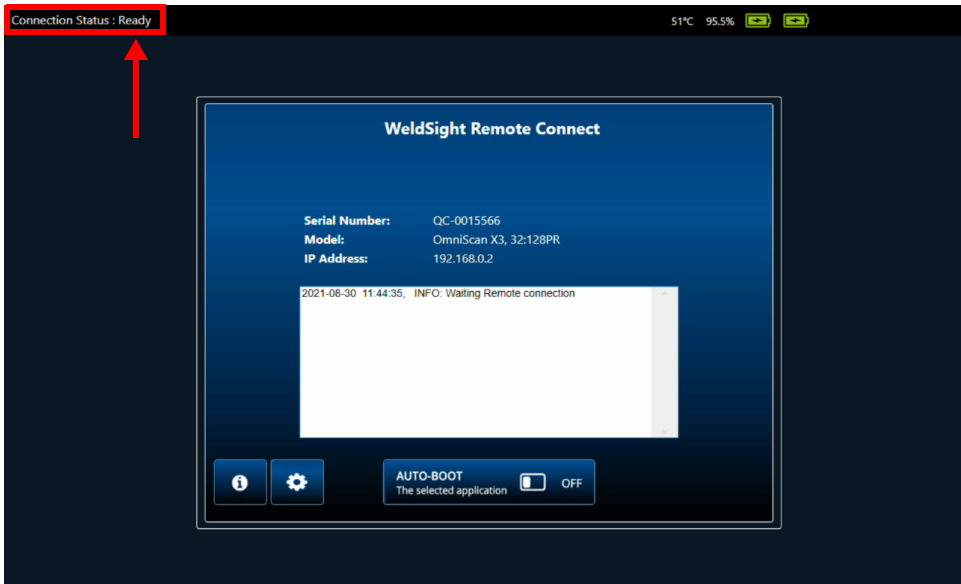 Connection Status : Ready
51°C 95.5%
WeldSight Remote Connect
Serial Number: QC-0015566
Model: OmniScan X3, 32:128PR
IP Address: 192.168.0.2
2021-08-30 11:44:35, INFO: Waiting Remote connection
AUTO-BOOT
The selected application OFF